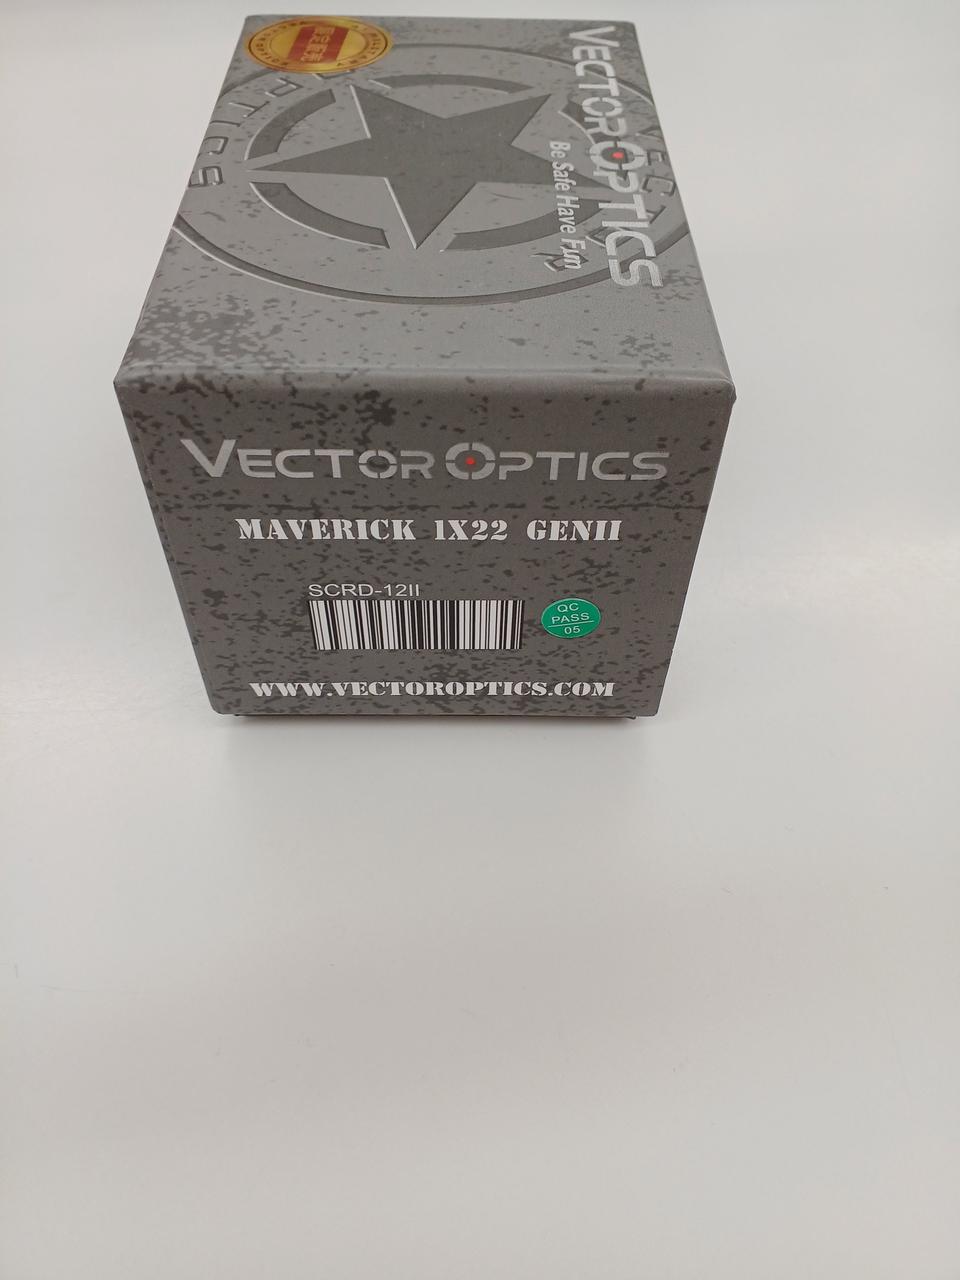 VECTOR OPTICS
Be Safe Have Fun
VECTOR OPTICS
MAVERICK 1X22 GENII
SCRD-12II
QC
PASS
05
WWW.VECTOROPTICS.COM